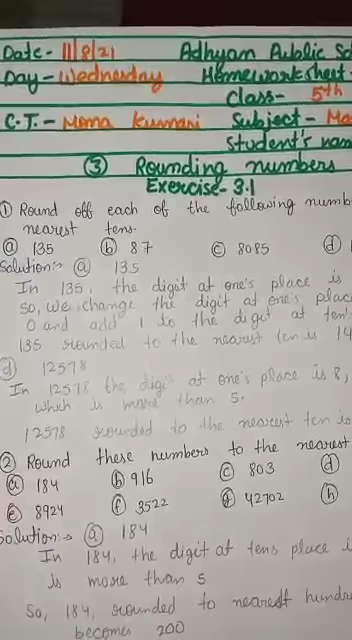 Date- 11/8/21 Adhyam Public Sc
Day- Wednesday Homeworksheet
Class- 5th
C.T.- Mona Kumari Subject- Ma
Student's nam
③ Rounding numbers
Exercise-3.1
① Round off each of the following numb
nearest tens.
ⓐ 135 ⓑ 87 ⓒ 8085 ⓓ
Solution:→ ⓐ 135
In 135, the digit at one's place is
so, we change the digit at one's plac
0 and add 1 to the digit at ten's
135 rounded to the nearest ten is 14
ⓓ 12578
In 12578 the digit at one's place is 8,
which is more than 5.
12578 rounded to the nearest ten is
② Round these numbers to the nearest
ⓐ 184 ⓑ 916 ⓒ 803 ⓓ
ⓔ 8924 ⓕ 3522 ⓖ 42702 ⓗ
Solution:→ ⓐ 184
In 184, the digit at tens place i
is more than 5
So, 184, rounded to nearest hundr
becomes 200